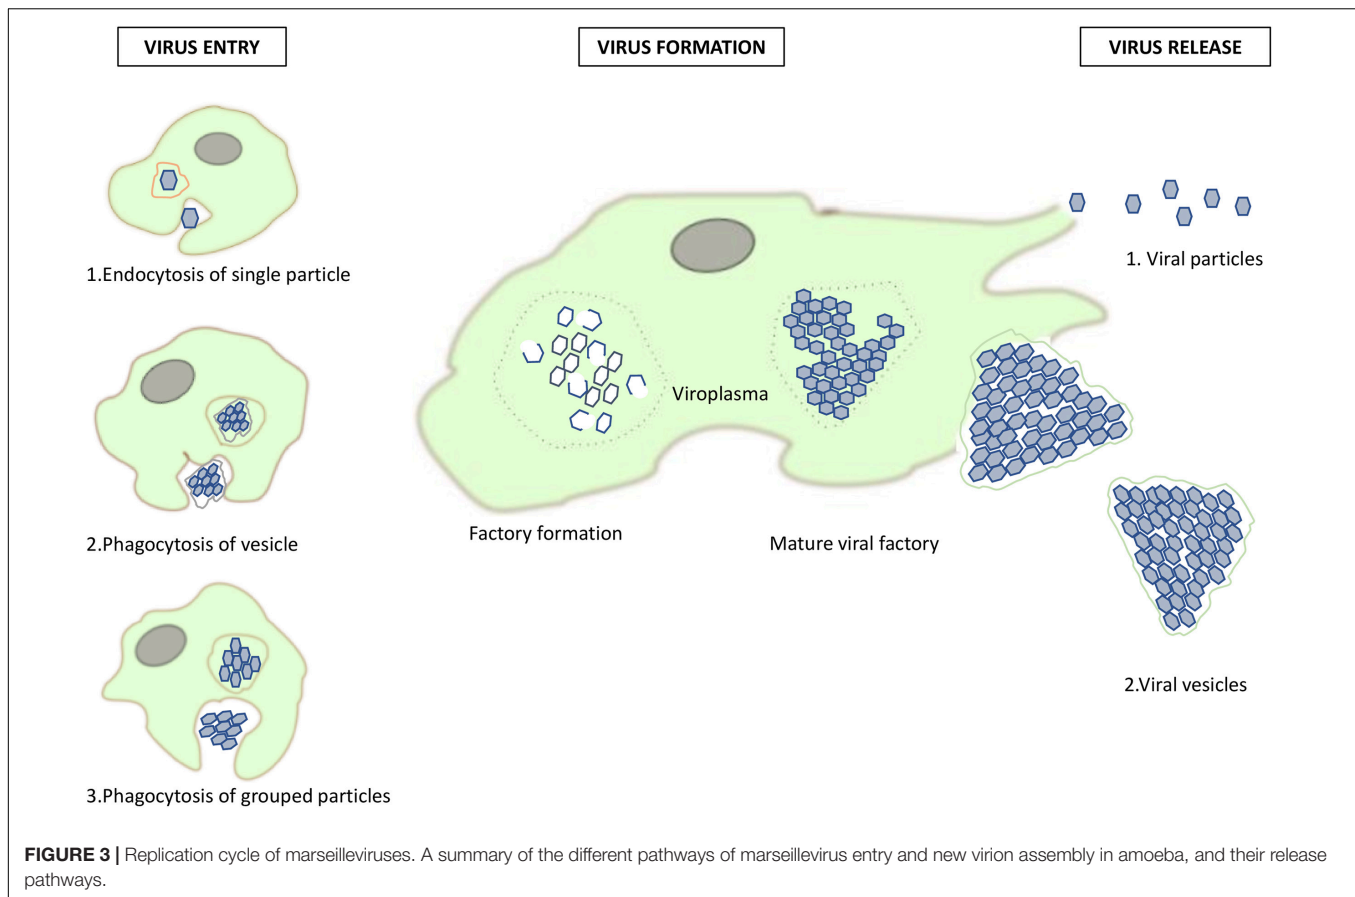 VIRUS ENTRY
VIRUS FORMATION
VIRUS RELEASE
1.Endocytosis of single particle
2.Phagocytosis of vesicle
3.Phagocytosis of grouped particles
Viroplasma
Factory formation
Mature viral factory
1. Viral particles
2.Viral vesicles
FIGURE 3 | Replication cycle of marseilleviruses. A summary of the different pathways of marseillevirus entry and new virion assembly in amoeba, and their release
pathways.